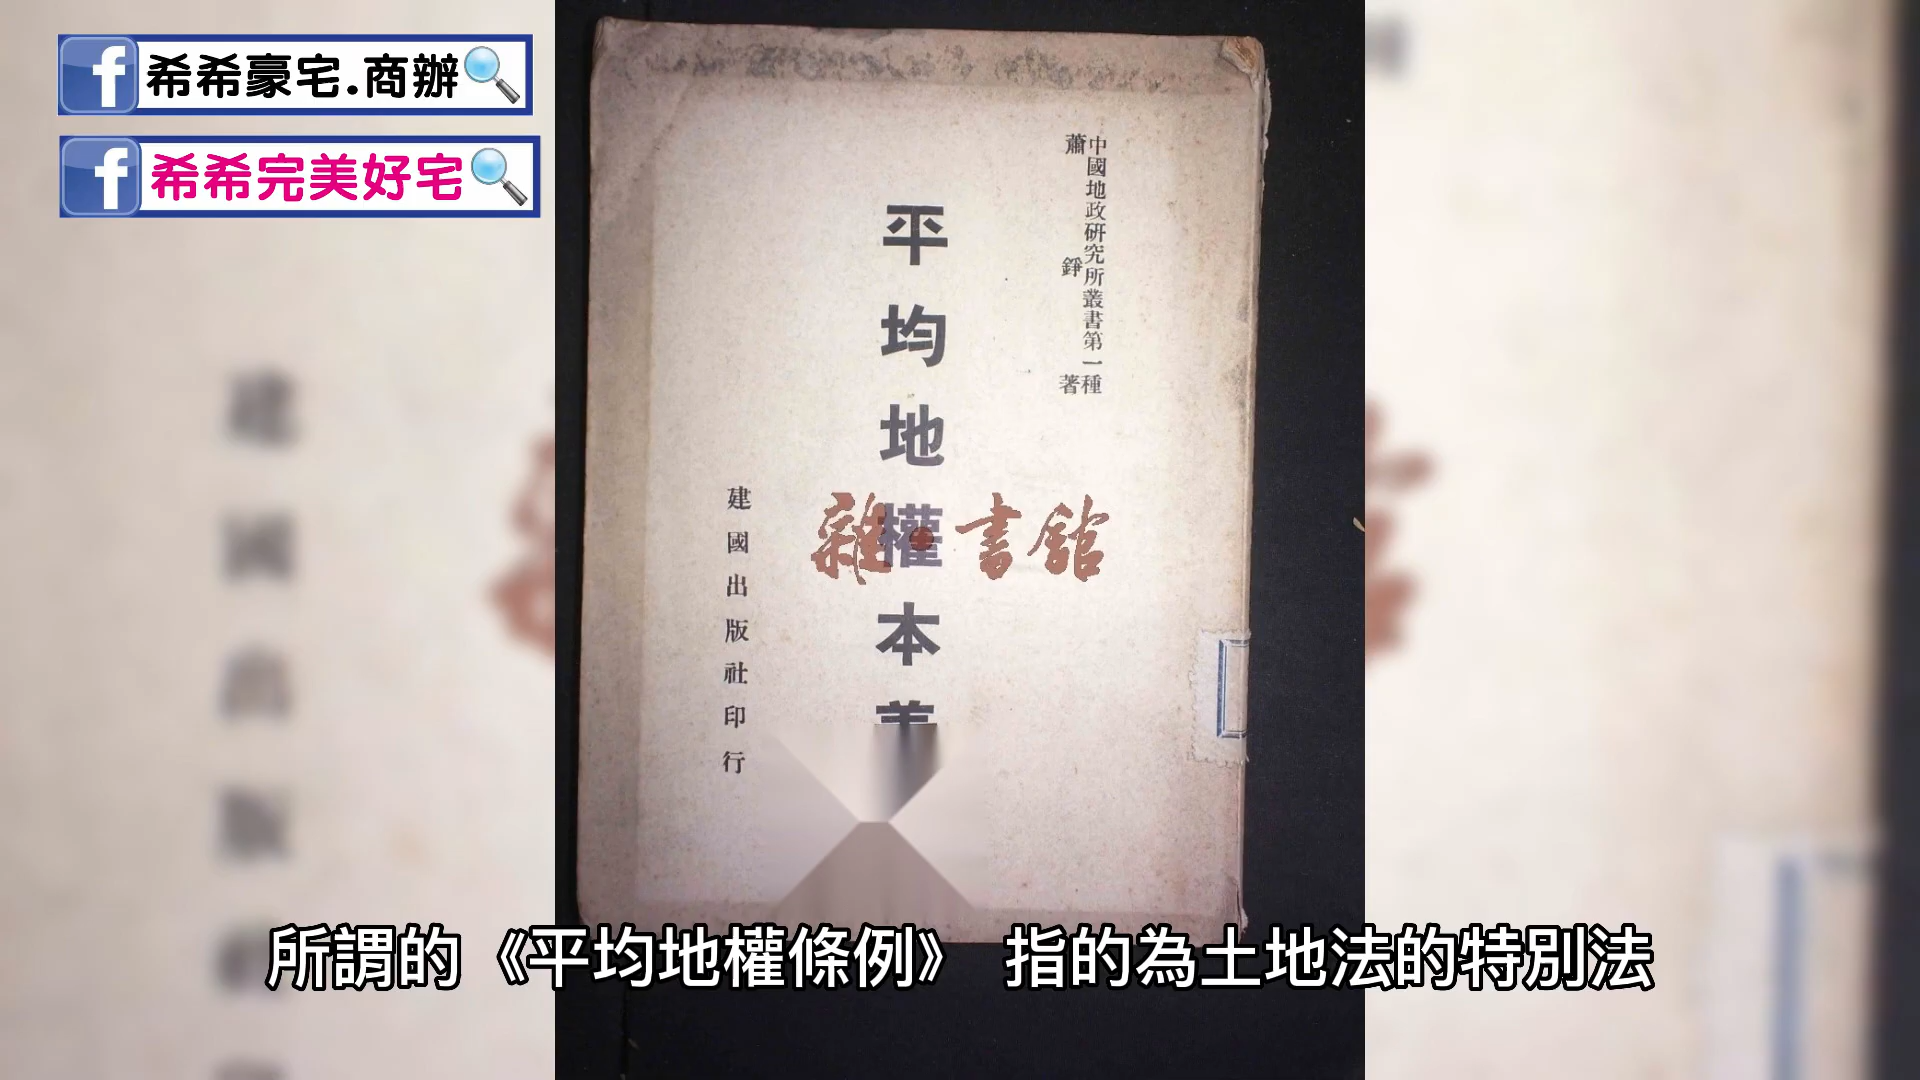 希希豪宅.商辦
希希完美好宅
中國地政研究所叢書第一種
蕭錚著
平均地權本義
雜·書館
建國出版社印行
所謂的《平均地權條例》 指的為土地法的特別法